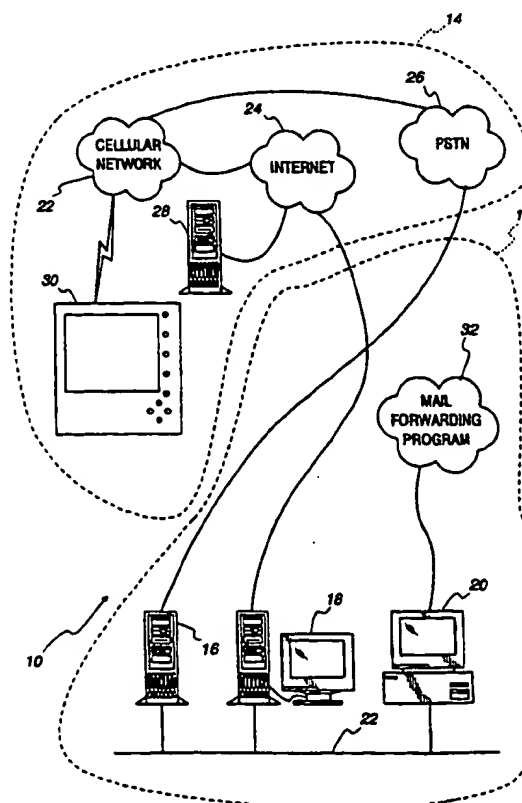 14
26
24
CELLULAR
NETWORK
INTERNET
PSTN
22
28
30
32
MAIL
FORWARDING
PROGRAM
18
20
16
10
22